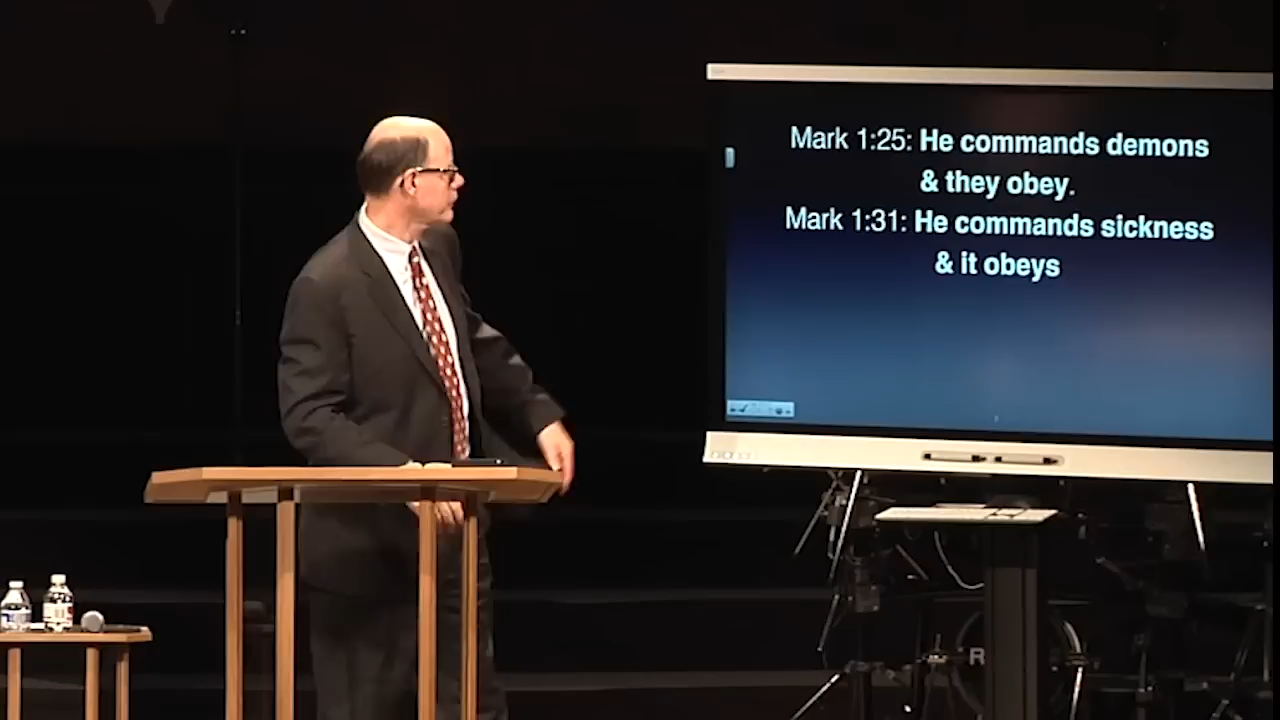 Mark 1:25: He commands demons
& they obey.
Mark 1:31: He commands sickness
& it obeys
R